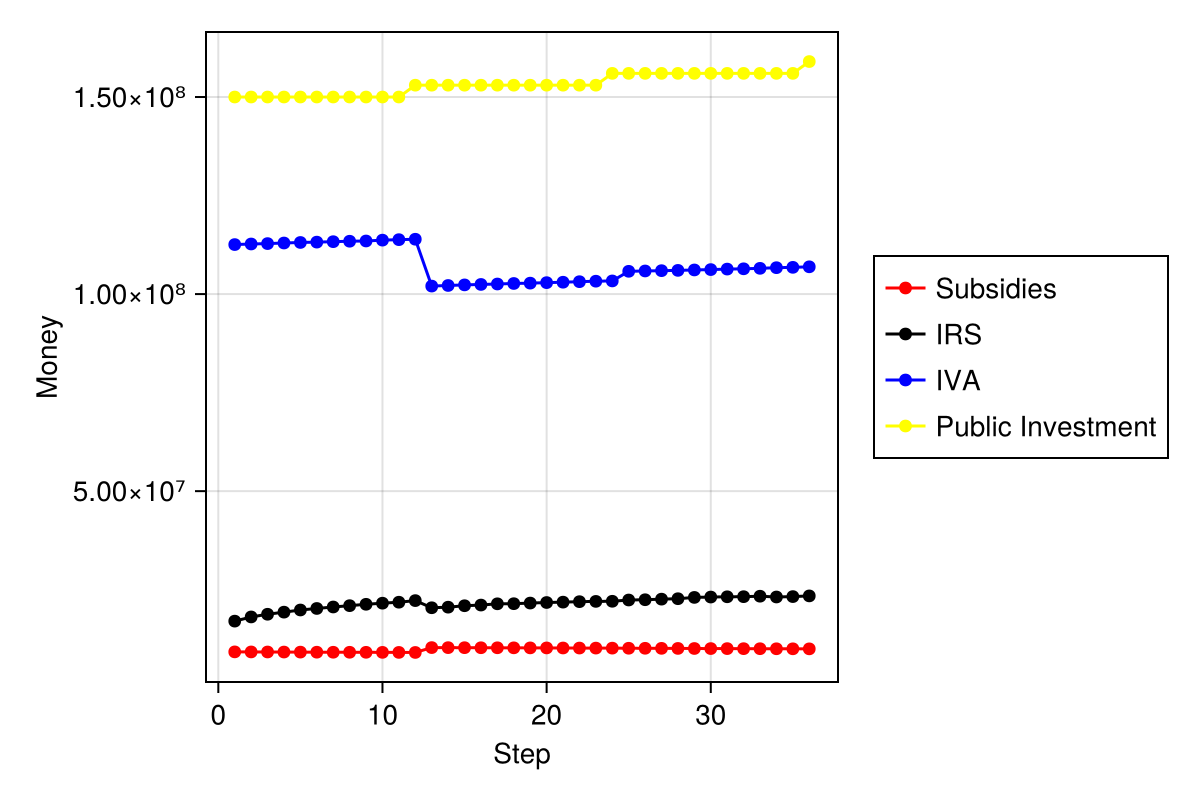 1.50×10⁸
1.00×10⁸
5.00×10⁷
Money
0 10 20 30
Step
Subsidies
IRS
IVA
Public Investment